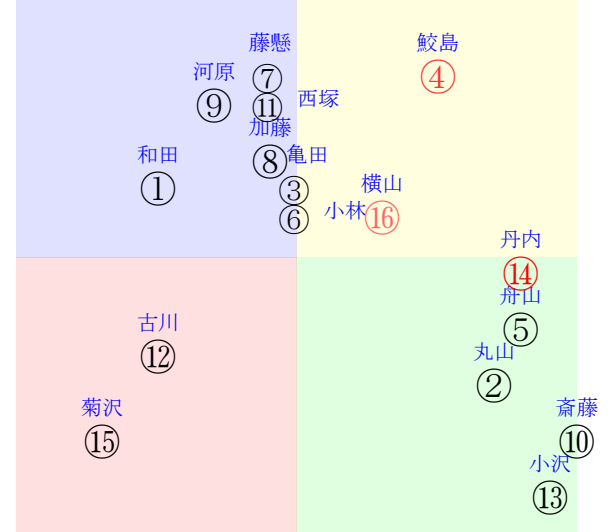 藤懸
⑦
鮫島
④
河原
⑨
⑪
西塚
加藤
⑧
亀田
③
和田
①
横山
⑯
小林
⑥
丹内
⑭
舟山
⑤
古川
⑫
丸山
②
菊沢
⑮
斎藤
⑩
小沢
⑬